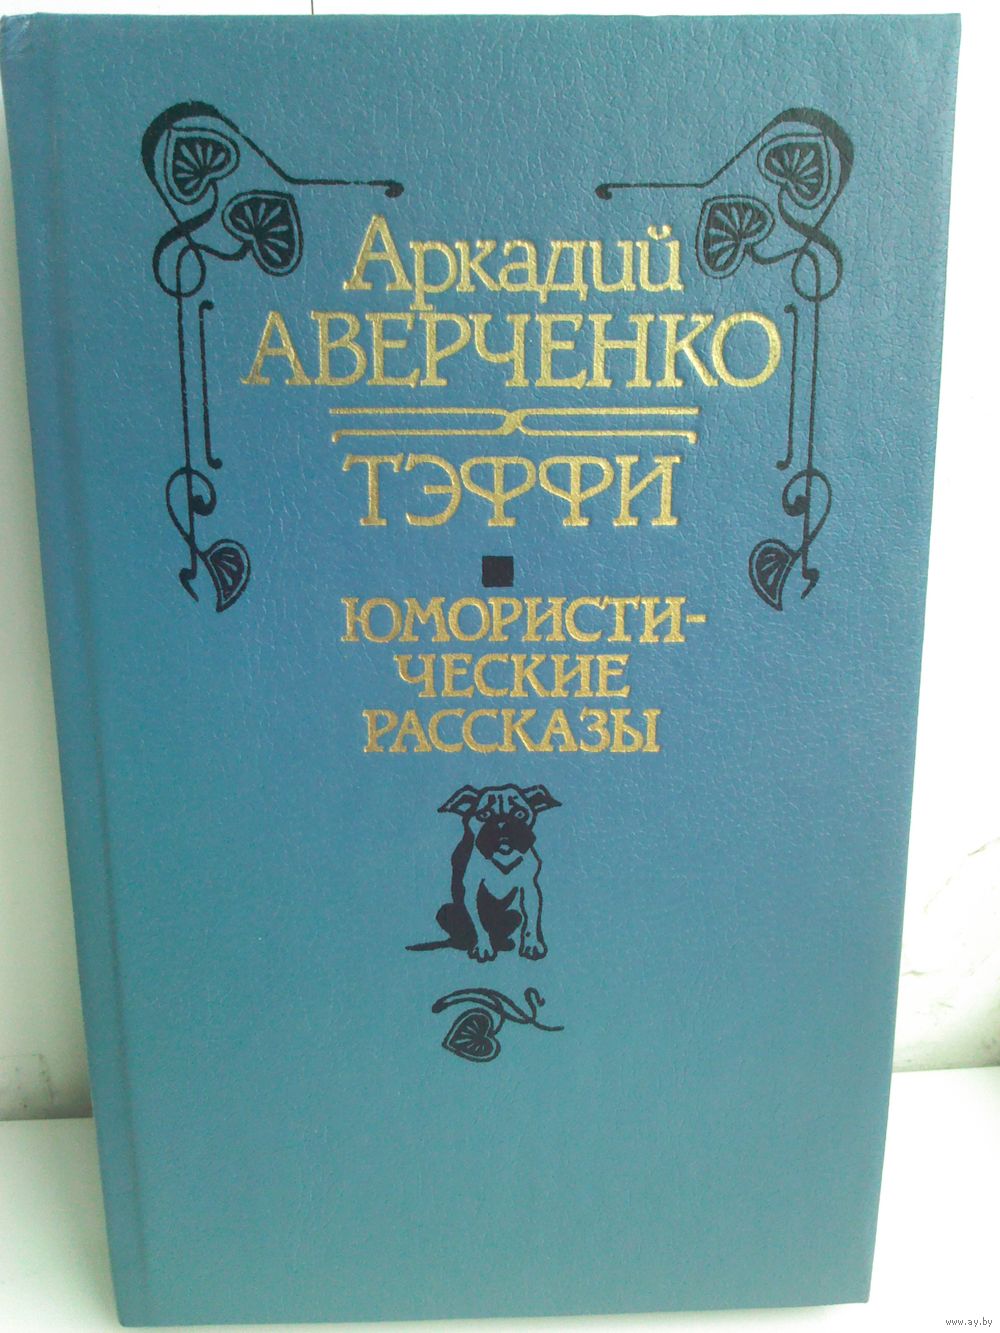 Аркадий
АВЕРЧЕНКО
ТЭФФИ
ЮМОРИСТИ-
ЧЕСКИЕ
РАССКАЗЫ
www.ay.by